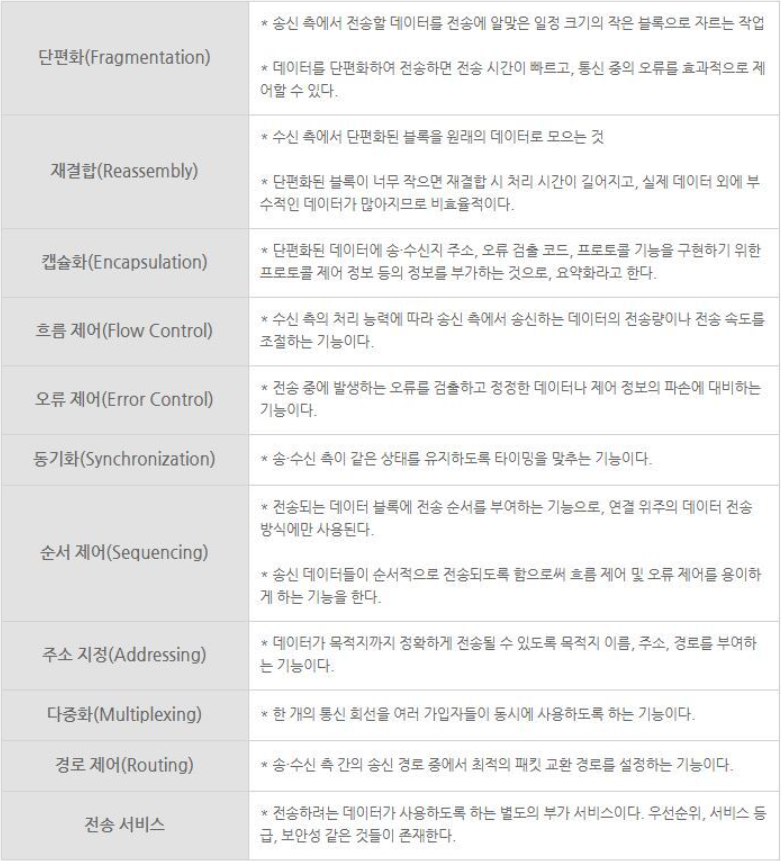 단편화(Fragmentation)
* 송신 측에서 전송할 데이터를 전송에 알맞은 일정 크기의 작은 블록으로 자르는 작업
* 데이터를 단편화하여 전송하면 전송 시간이 빠르고, 통신 중의 오류를 효과적으로 제
어할 수 있다.
재결합(Reassembly)
* 수신 측에서 단편화된 블록을 원래의 데이터로 모으는 것
* 단편화된 블록이 너무 작으면 재결합 시 처리 시간이 길어지고, 실제 데이터 외에 부
수적인 데이터가 많아지므로 비효율적이다.
캡슐화(Encapsulation)
* 단편화된 데이터에 송·수신지 주소, 오류 검출 코드, 프로토콜 기능을 구현하기 위한
프로토콜 제어 정보 등의 정보를 부가하는 것으로, 요약화라고 한다.
흐름 제어(Flow Control)
* 수신 측의 처리 능력에 따라 송신 측에서 송신하는 데이터의 전송량이나 전송 속도를
조절하는 기능이다.
오류 제어(Error Control)
* 전송 중에 발생하는 오류를 검출하고 정정한 데이터나 제어 정보의 파손에 대비하는
기능이다.
동기화(Synchronization)
* 송·수신 측이 같은 상태를 유지하도록 타이밍을 맞추는 기능이다.
순서 제어(Sequencing)
* 전송되는 데이터 블록에 전송 순서를 부여하는 기능으로, 연결 위주의 데이터 전송
방식에만 사용된다.
* 송신 데이터들이 순서적으로 전송되도록 함으로써 흐름 제어 및 오류 제어를 용이하
게 하는 기능을 한다.
주소 지정(Addressing)
* 데이터가 목적지까지 정확하게 전송될 수 있도록 목적지 이름, 주소, 경로를 부여하
는 기능이다.
다중화(Multiplexing)
* 한 개의 통신 회선을 여러 가입자들이 동시에 사용하도록 하는 기능이다.
경로 제어(Routing)
* 송·수신 측 간의 송신 경로 중에서 최적의 패킷 교환 경로를 설정하는 기능이다.
전송 서비스
* 전송하려는 데이터가 사용하도록 하는 별도의 부가 서비스이다. 우선순위, 서비스 등
급, 보안성 같은 것들이 존재한다.